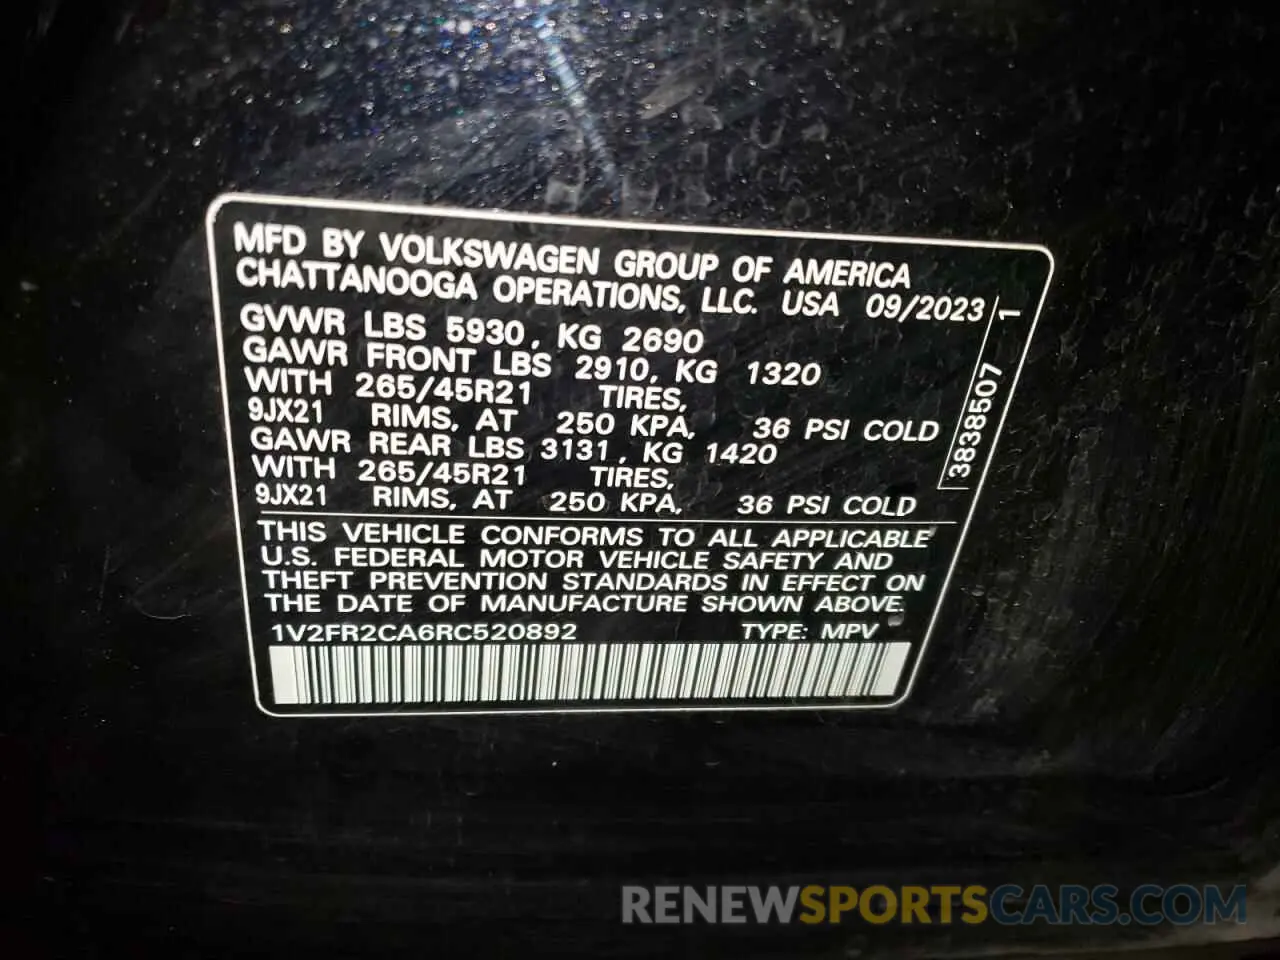 MFD BY VOLKSWAGEN GROUP OF AMERICA
CHATTANOOGA OPERATIONS, LLC. USA 09/2023
GVWR LBS 5930, KG 2690
GAWR FRONT LBS 2910, KG 1320
WITH 265/45R21 TIRES,
9JX21 RIMS, AT 250 KPA, 36 PSI COLD
GAWR REAR LBS 3131, KG 1420
WITH 265/45R21 TIRES,
9JX21 RIMS, AT 250 KPA, 36 PSI COLD
3838507 1
THIS VEHICLE CONFORMS TO ALL APPLICABLE
U.S. FEDERAL MOTOR VEHICLE SAFETY AND
THEFT PREVENTION STANDARDS IN EFFECT ON
THE DATE OF MANUFACTURE SHOWN ABOVE.
1V2FR2CA6RC520892 TYPE: MPV
RENEWSPORTSCARS.COM